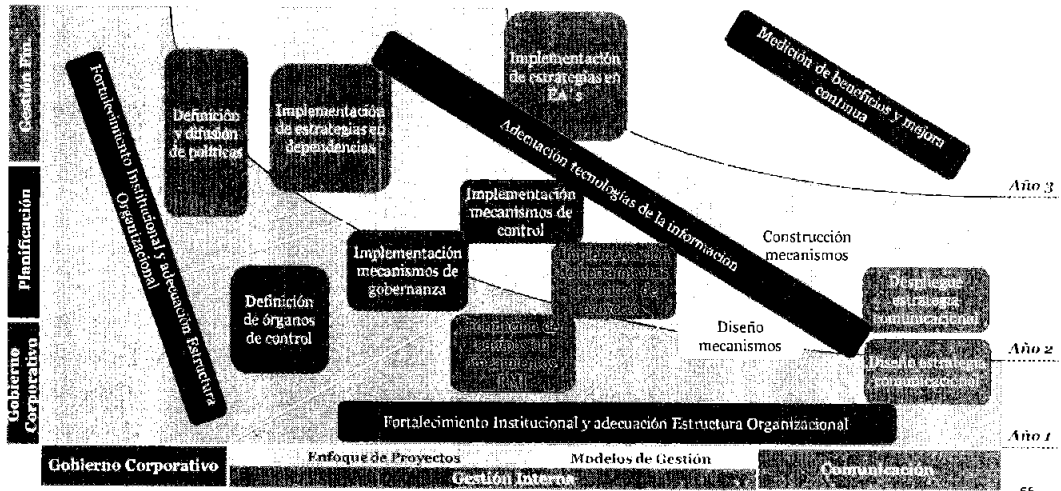 Gestión Fin
Planificación
Gobierno
Corporativo
Fortalecimiento Institucional y adecuación Estructura
Organizacional
Definición
y difusión
de políticas
Implementación
de estrategias en
dependencias
Implementación
de estrategias en
Medición de beneficios y mejora
continua
Adecuación tecnologías de la información
Año 3
Implementación
mecanismos de
control
Construcción
mecanismos
Implementación
mecanismos de
gobernanza
Definición
de órganos
de control
Despliegue
estrategia
comunicacional
Diseño
mecanismos
Año 2
Diseño estrategia
comunicacional
Fortalecimiento Institucional y adecuación Estructura Organizacional
Año 1
Gobierno Corporativo
Enfoque de Proyectos
Modelos de Gestión
Gestión Interna
Comunicación